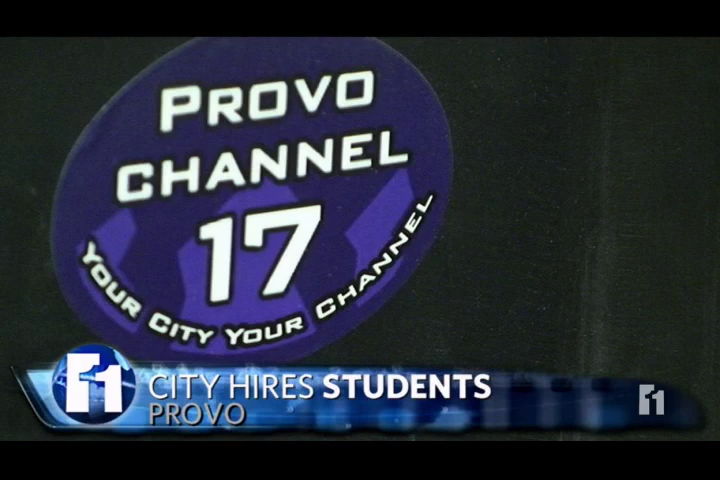 PROVO
CHANNEL
17
YOUR CITY YOUR CHANNEL
CITY HIRES STUDENTS
PROVO